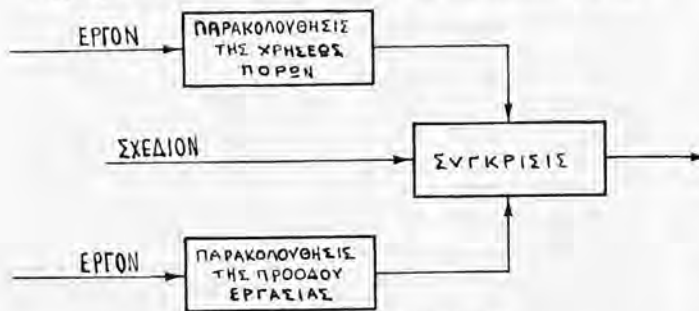 ΕΡΓΟΝ
ΠΑΡΑΚΟΛΟΥΘΗΣΙΣ
ΤΗΣ ΧΡΗΣΕΩΣ
ΠΟΡΩΝ
ΣΧΕΔΙΟΝ
ΣΥΓΚΡΙΣΙΣ
ΕΡΓΟΝ
ΠΑΡΑΚΟΛΟΥΘΗΣΙΣ
ΤΗΣ ΠΡΟΟΔΟΥ
ΕΡΓΑΣΙΑΣ